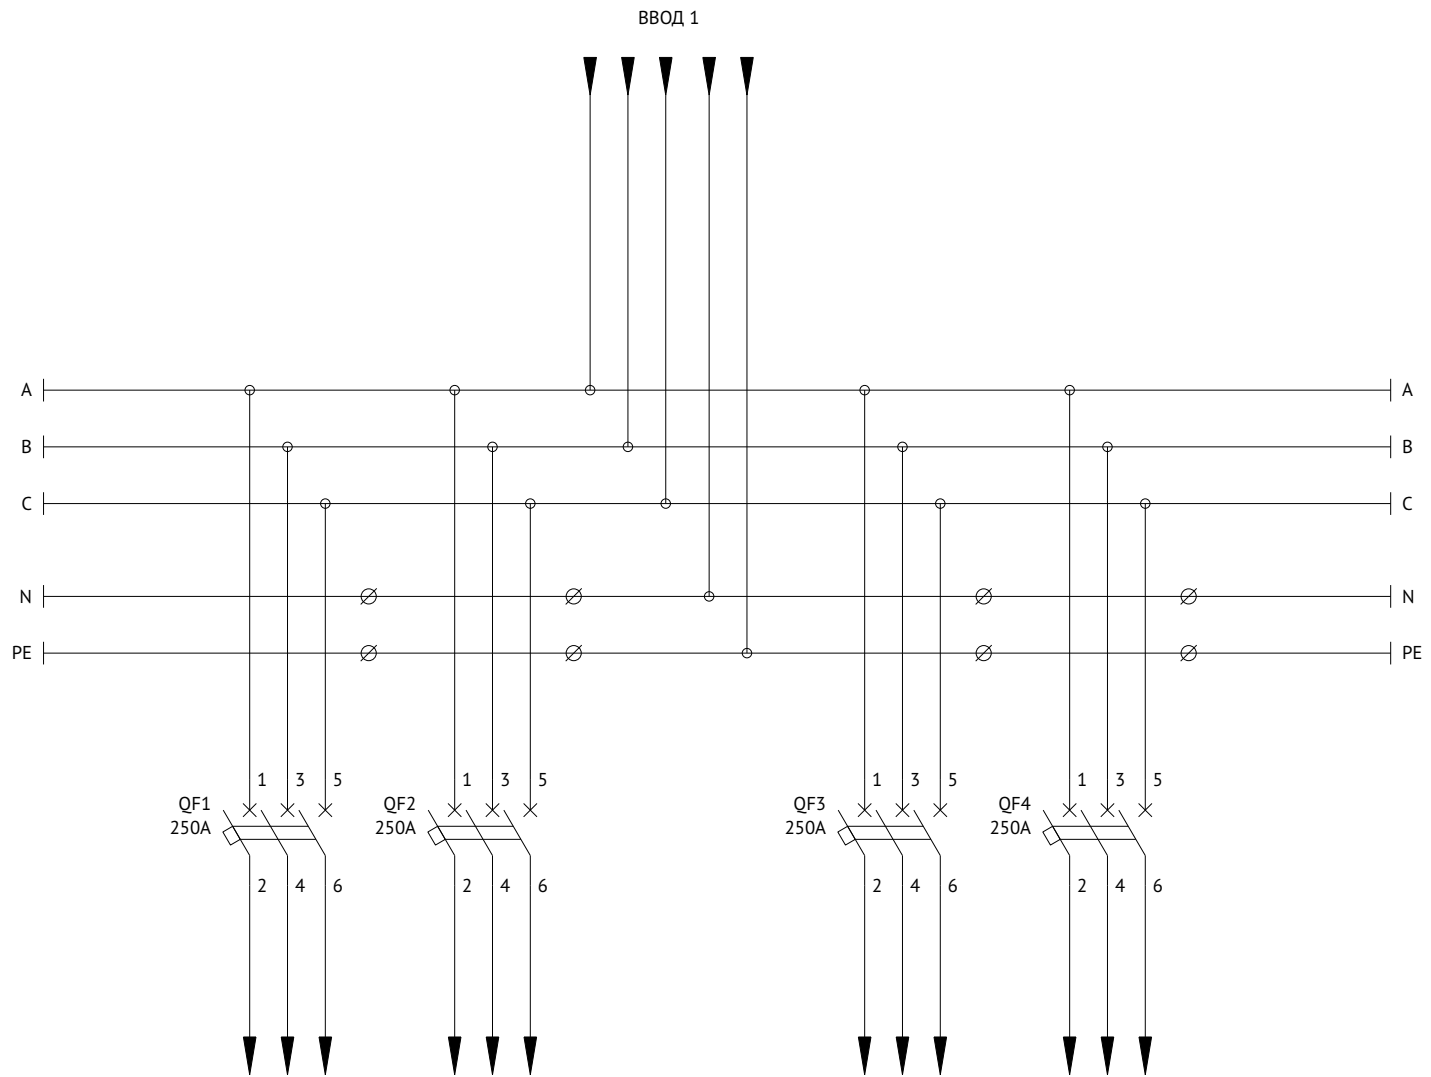 ВВОД 1
A A
B B
C C
N N
PE PE
1 3 5 1 3 5 1 3 5 1 3 5
QF1 QF2 QF3 QF4
250A 250A 250A 250A
2 4 6 2 4 6 2 4 6 2 4 6